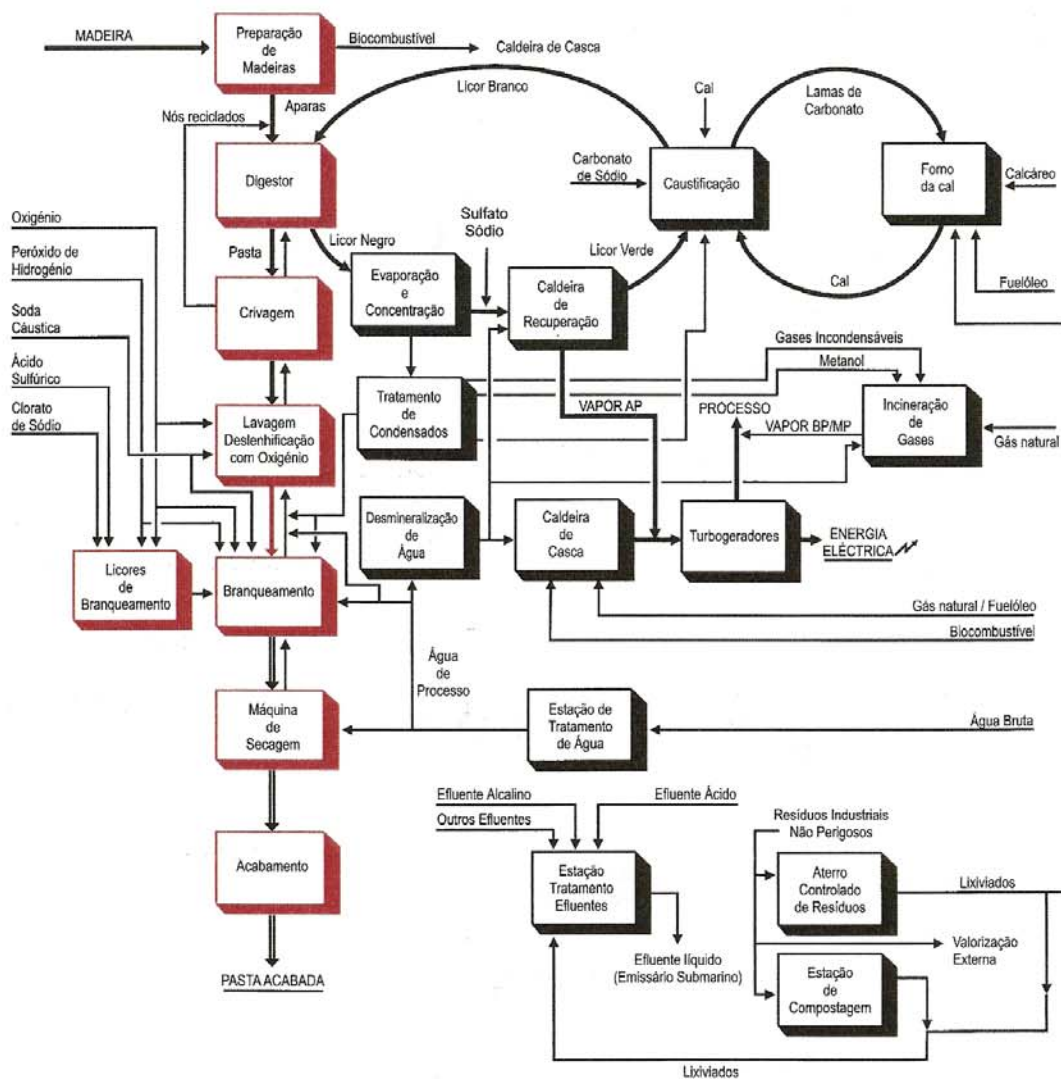 MADEIRA
Preparação
de
Madeiras
Biocombustível
Caldeira de Casca
Aparas
Nós reciclados
Licor Branco
Cal
Lamas de
Carbonato
Digestor
Carbonato
de Sódio
Caustificação
Forno
da cal
Calcáreo
Oxigénio
Peróxido de
Hidrogénio
Soda
Cáustica
Ácido
Sulfúrico
Clorato
de Sódio
Pasta
Licor Negro
Sulfato
Sódio
Licor Verde
Evaporação
e
Concentração
Caldeira
de
Recuperação
Cal
Fuelóleo
Crivagem
Gases Incondensáveis
Metanol
Tratamento
de
Condensados
VAPOR AP
PROCESSO
VAPOR BP/MP
Incineração
de
Gases
Gás natural
Lavagem
Deslenhificação
com Oxigénio
Desmineralização
de
Água
Caldeira
de
Casca
Turbogeradores
ENERGIA
ELÉCTRICA
Licores
de
Branqueamento
Branqueamento
Gás natural / Fuelóleo
Biocombustível
Água
de
Processo
Máquina
de
Secagem
Estação de
Tratamento
de Água
Água Bruta
Efluente Alcalino
Outros Efluentes
Efluente Ácido
Resíduos Industriais
Não Perigosos
Acabamento
Estação
Tratamento
Efluentes
Aterro
Controlado
de Resíduos
Lixiviados
Efluente líquido
(Emissário Submarino)
Valorização
Externa
Estação
de
Compostagem
PASTA ACABADA
Lixiviados